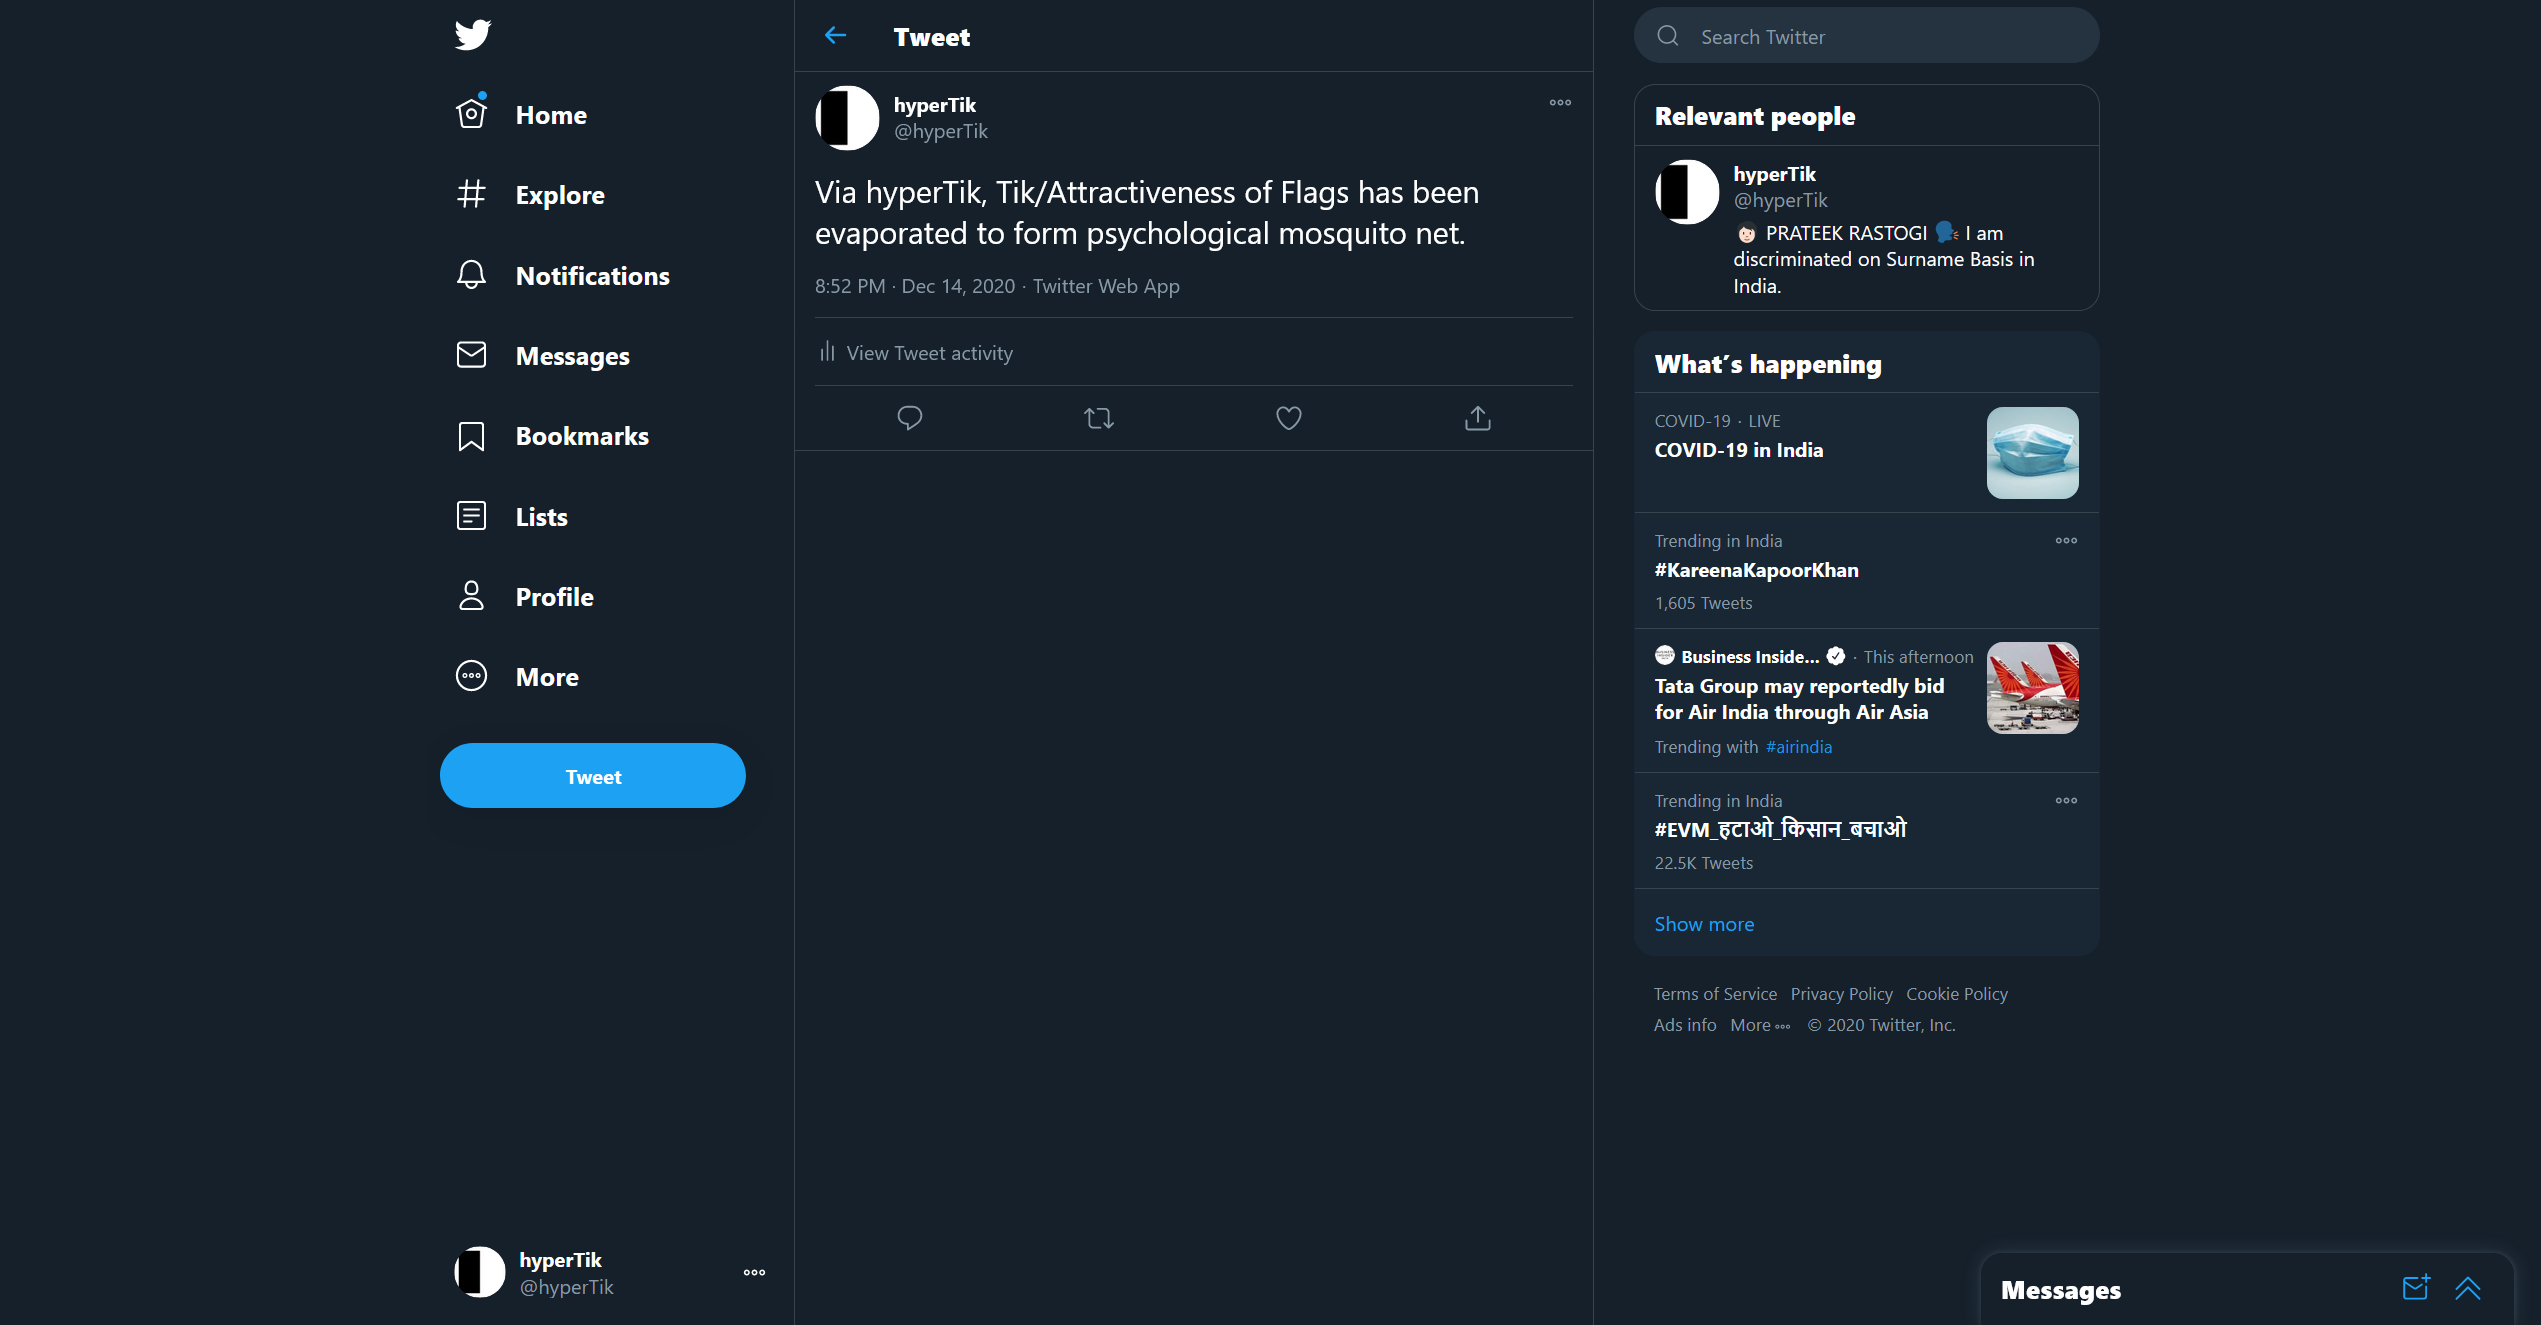 Home
Explore
Notifications
Messages
Bookmarks
Lists
Profile
More
Tweet
hyperTik
@hyperTik
Tweet
hyperTik
@hyperTik
Via hyperTik, Tik/Attractiveness of Flags has been
evaporated to form psychological mosquito net.
8:52 PM · Dec 14, 2020 · Twitter Web App
View Tweet activity
Search Twitter
Relevant people
hyperTik
@hyperTik
PRATEEK RASTOGI I am
discriminated on Surname Basis in
India.
What's happening
COVID-19 · LIVE
COVID-19 in India
Trending in India
#KareenaKapoorKhan
1,605 Tweets
Business Inside... · This afternoon
Tata Group may reportedly bid
for Air India through Air Asia
Trending with #airindia
Trending in India
#EVM_हटाओ_किसान_बचाओ
22.5K Tweets
Show more
Terms of Service Privacy Policy Cookie Policy
Ads info More © 2020 Twitter, Inc.
Messages